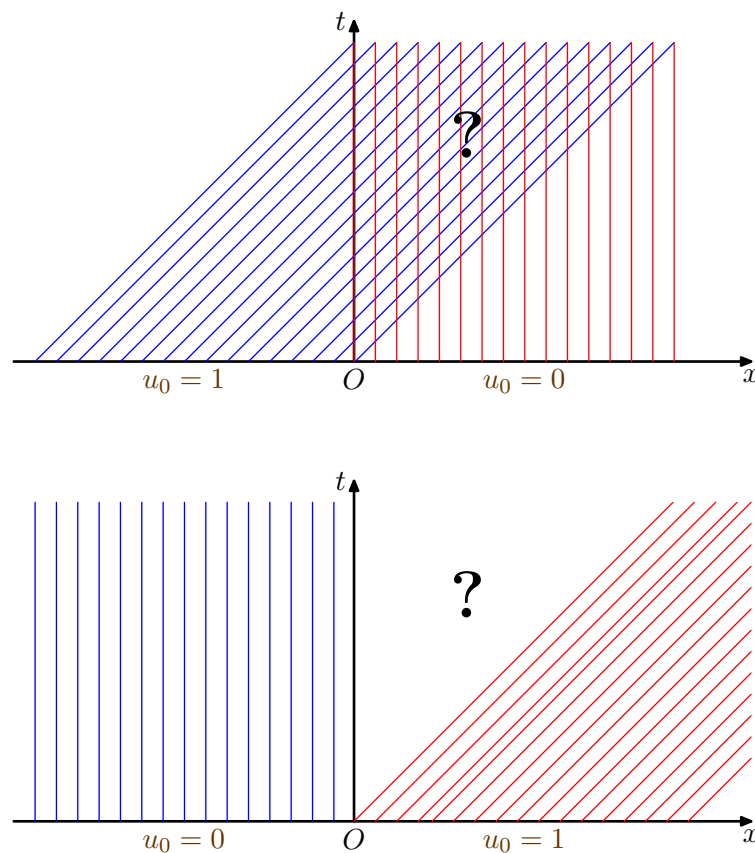 t
?
u₀ = 1 O u₀ = 0 x
t
?
u₀ = 0 O u₀ = 1 x